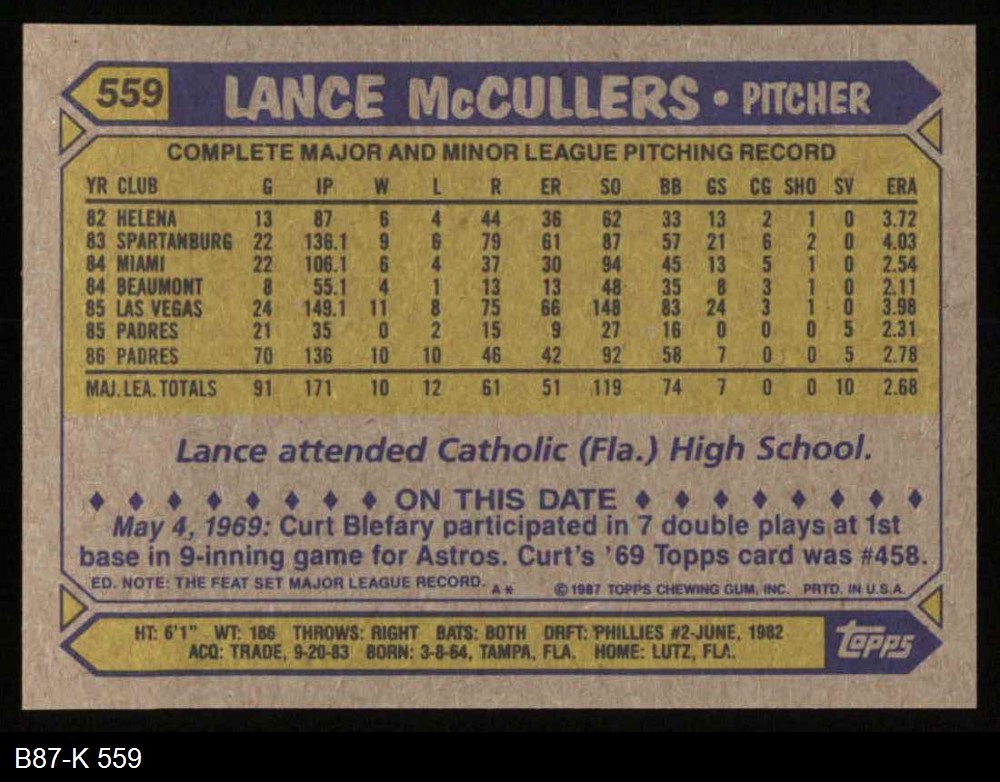 559 LANCE McCULLERS • PITCHER
COMPLETE MAJOR AND MINOR LEAGUE PITCHING RECORD
YR CLUB G IP W L R ER SO BB GS CG SHO SV ERA
82 HELENA 13 87 6 4 44 36 62 33 13 2 1 0 3.72
83 SPARTANBURG 22 136.1 9 6 79 61 87 57 21 6 2 0 4.03
84 MIAMI 22 106.1 6 4 37 30 94 45 13 5 1 0 2.54
84 BEAUMONT 8 55.1 4 1 13 13 48 35 8 3 1 0 2.11
85 LAS VEGAS 24 149.1 11 8 75 66 148 83 24 3 1 0 3.98
85 PADRES 21 35 0 2 15 9 27 16 0 0 0 5 2.31
86 PADRES 70 136 10 10 46 42 92 58 7 0 0 5 2.78
MAJ. LEA. TOTALS 91 171 10 12 61 51 119 74 7 0 0 10 2.68
Lance attended Catholic (Fla.) High School.
♦ ♦ ♦ ♦ ♦ ♦ ♦ ♦ ON THIS DATE ♦ ♦ ♦ ♦ ♦ ♦ ♦ ♦
May 4, 1969: Curt Blefary participated in 7 double plays at 1st
base in 9-inning game for Astros. Curt's '69 Topps card was #458.
ED. NOTE: THE FEAT SET MAJOR LEAGUE RECORD. A* © 1987 TOPPS CHEWING GUM, INC. PRTD. IN U.S.A.
HT: 6'1" WT: 186 THROWS: RIGHT BATS: BOTH DRFT: PHILLIES #2-JUNE, 1982
ACQ: TRADE, 9-20-83 BORN: 3-8-64, TAMPA, FLA. HOME: LUTZ, FLA.
Topps
B87-K 559